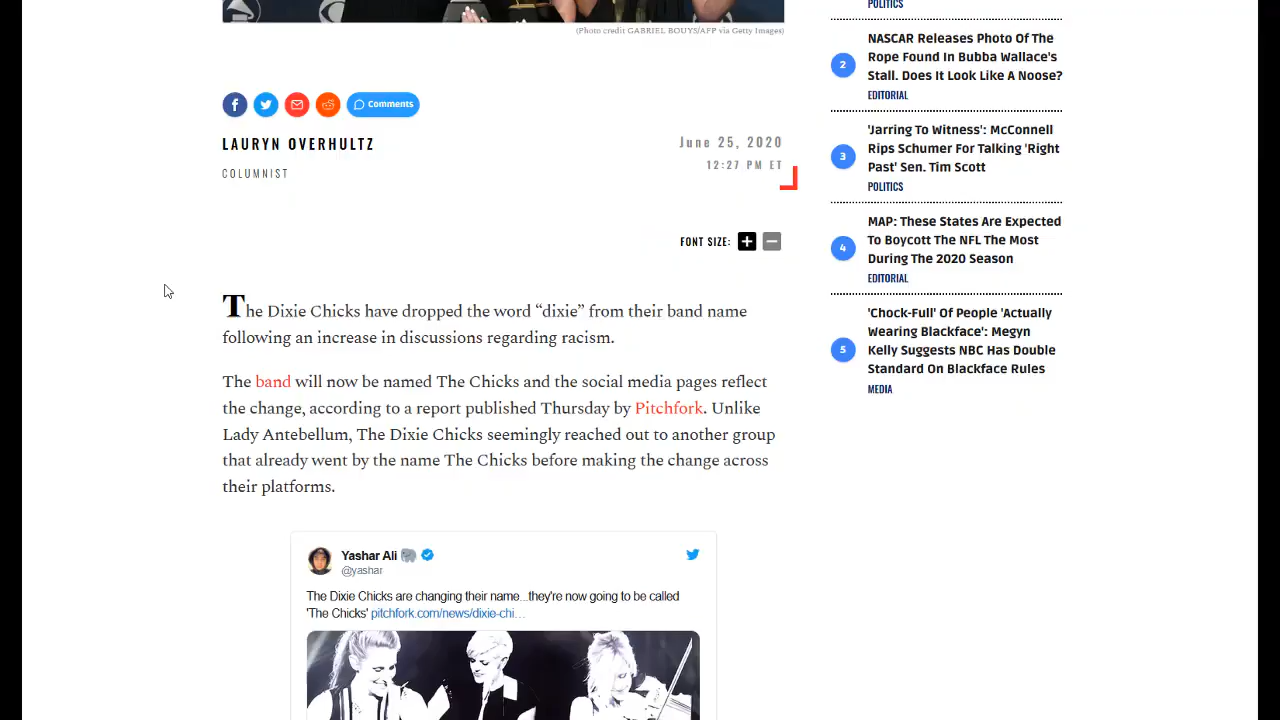 (Photo credit GABRIEL BOUYS/AFP via Getty Images)
Comments
LAURYN OVERHULTZ
COLUMNIST
June 25, 2020
12:27 PM ET
FONT SIZE:
The Dixie Chicks have dropped the word “dixie” from their band name
following an increase in discussions regarding racism.
The band will now be named The Chicks and the social media pages reflect
the change, according to a report published Thursday by Pitchfork. Unlike
Lady Antebellum, The Dixie Chicks seemingly reached out to another group
that already went by the name The Chicks before making the change across
their platforms.
Yashar Ali
@yashar
The Dixie Chicks are changing their name...they're now going to be called
'The Chicks' pitchfork.com/news/dixie-chi…
POLITICS
2
NASCAR Releases Photo Of The
Rope Found In Bubba Wallace's
Stall. Does It Look Like A Noose?
EDITORIAL
3
'Jarring To Witness': McConnell
Rips Schumer For Talking 'Right
Past' Sen. Tim Scott
POLITICS
4
MAP: These States Are Expected
To Boycott The NFL The Most
During The 2020 Season
EDITORIAL
5
'Chock-Full' Of People 'Actually
Wearing Blackface': Megyn
Kelly Suggests NBC Has Double
Standard On Blackface Rules
MEDIA